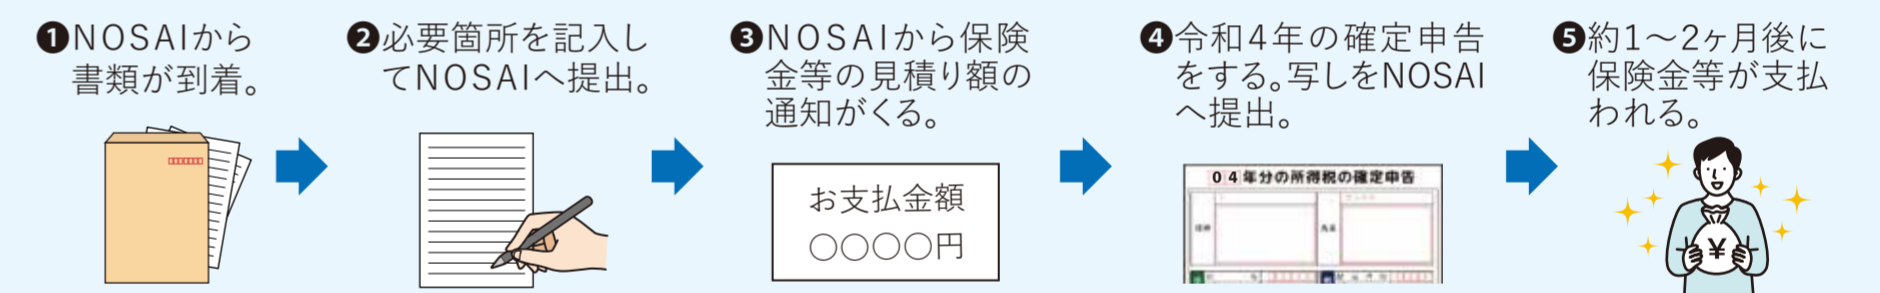 ❶NOSAIから
書類が到着。
❷必要箇所を記入し
てNOSAIへ提出。
❸NOSAIから保険
金等の見積り額の
通知がくる。
お支払金額
○○○○円
❹令和4年の確定申告
をする。写しをNOSAI
へ提出。
04年分の所得税の確定申告
❺約1～2ヶ月後に
保険金等が支払
われる。
¥